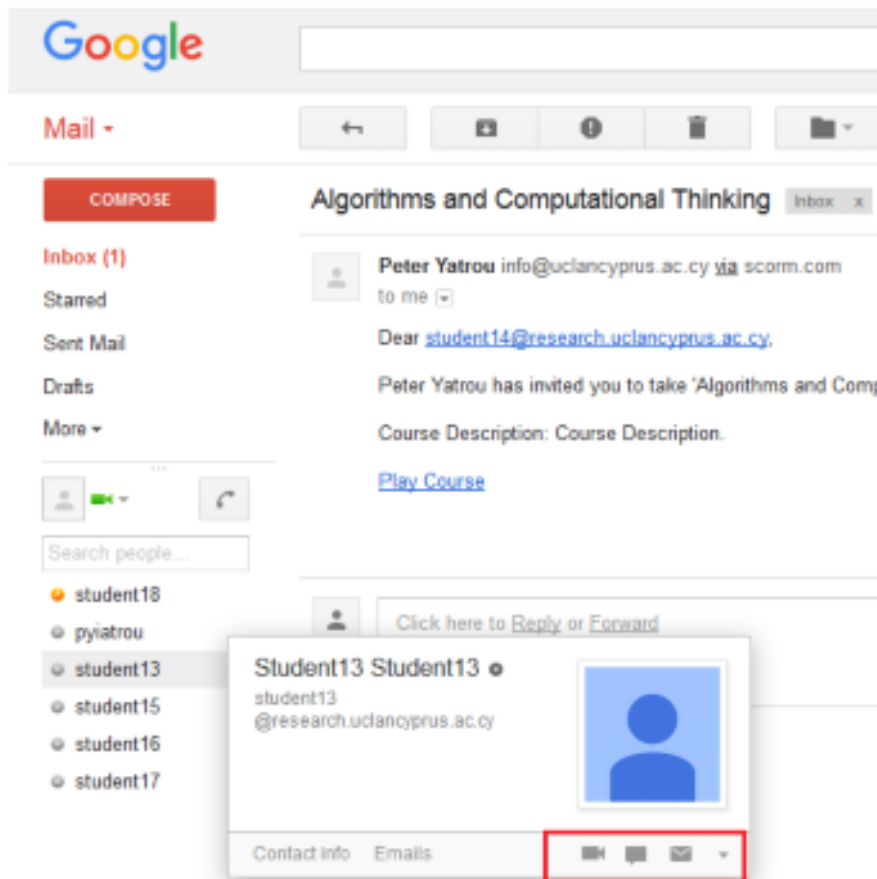 Google
Mail
COMPOSE
Inbox (1)
Starred
Sent Mail
Drafts
More
Search people...
student18
pyiatrou
student13
student15
student16
student17
Algorithms and Computational Thinking Inbox x
Peter Yatrou info@uclancyprus.ac.cy via scorm.com
to me
Dear student14@research.uclancyprus.ac.cy,
Peter Yatrou has invited you to take 'Algorithms and Comp
Course Description: Course Description.
Play Course
Click here to Reply or Forward
Student13 Student13
student13
@research.uclancyprus.ac.cy
Contact info Emails